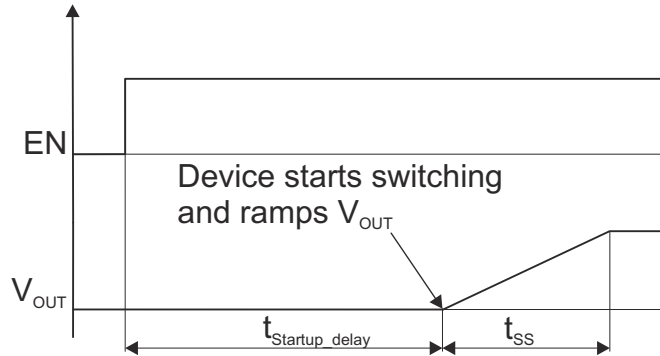 EN
Device starts switching
and ramps VOUT
VOUT
tStartup_delay
tSS